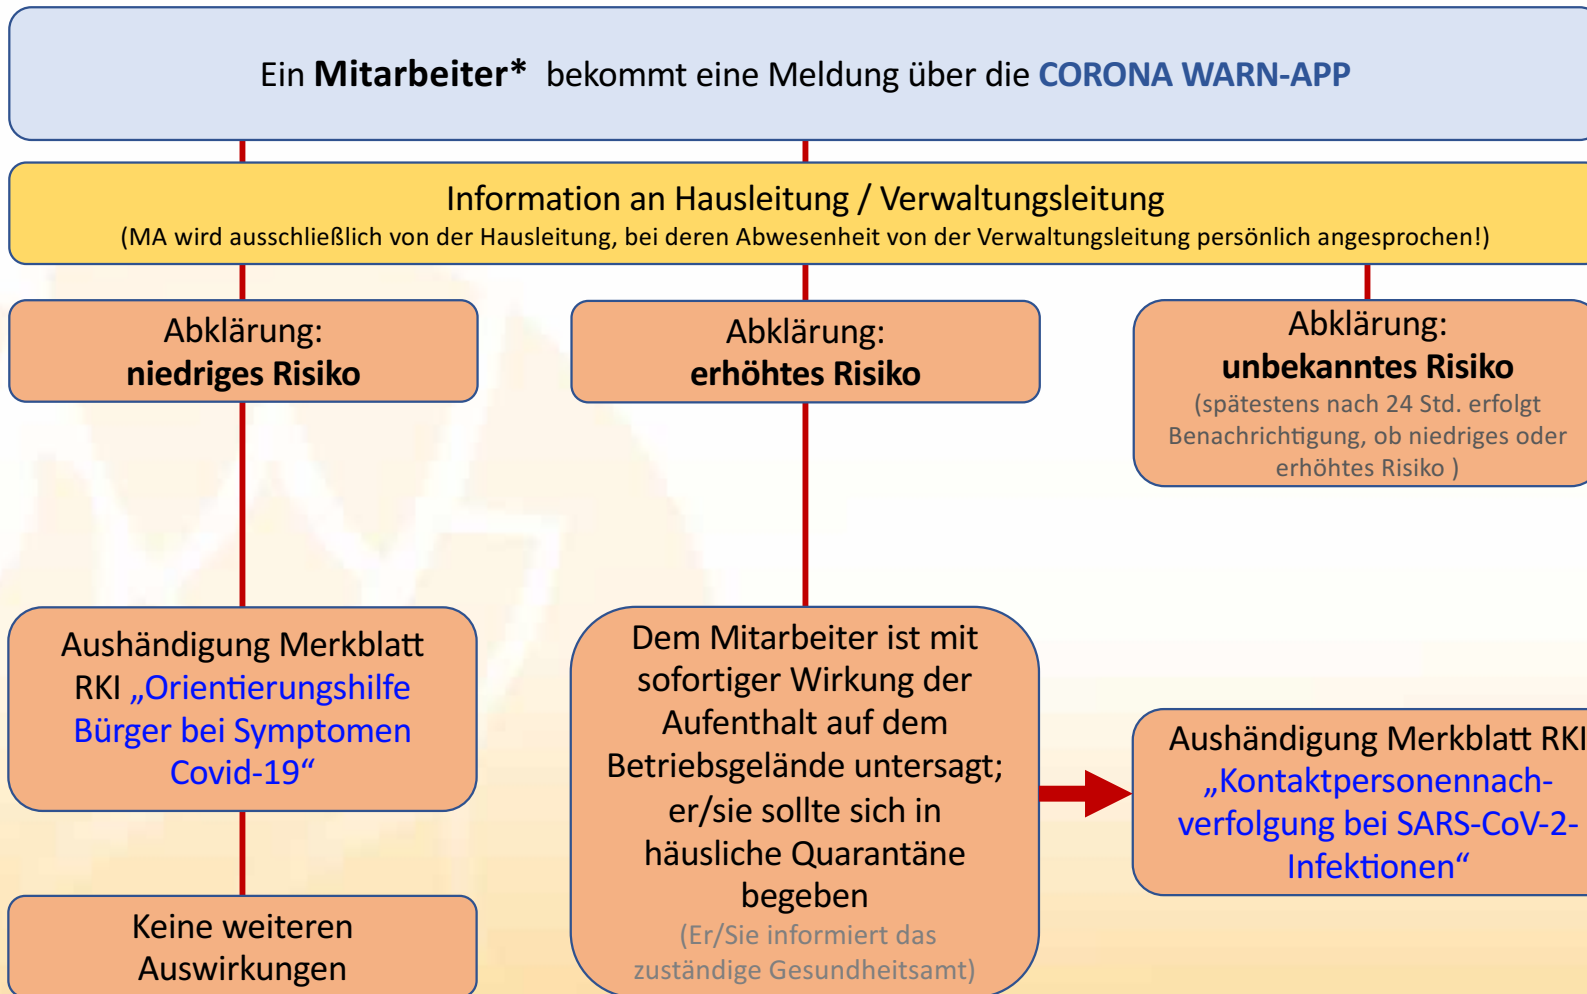 Ein Mitarbeiter* bekommt eine Meldung über die CORONA WARN-APP
Information an Hausleitung / Verwaltungsleitung
(MA wird ausschließlich von der Hausleitung, bei deren Abwesenheit von der Verwaltungsleitung persönlich angesprochen!)
Abklärung:
niedriges Risiko
Abklärung:
erhöhtes Risiko
Abklärung:
unbekanntes Risiko
(spätestens nach 24 Std. erfolgt
Benachrichtigung, ob niedriges oder
erhöhtes Risiko )
Aushändigung Merkblatt
RKI „Orientierungshilfe
Bürger bei Symptomen
Covid-19“
Dem Mitarbeiter ist mit
sofortiger Wirkung der
Aufenthalt auf dem
Betriebsgelände untersagt;
er/sie sollte sich in
häusliche Quarantäne
begeben
(Er/Sie informiert das
zuständige Gesundheitsamt)
Aushändigung Merkblatt RKI
„Kontaktpersonennach-
verfolgung bei SARS-CoV-2-
Infektionen“
Keine weiteren
Auswirkungen